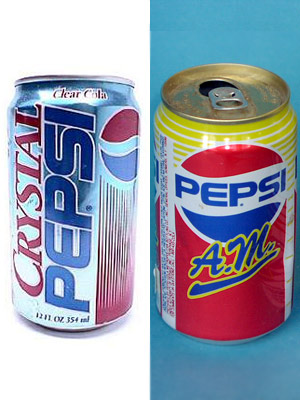 Clear Cola
CRYSTAL
PEPSI
12 FL OZ 354 ml
PEPSI
A.M.